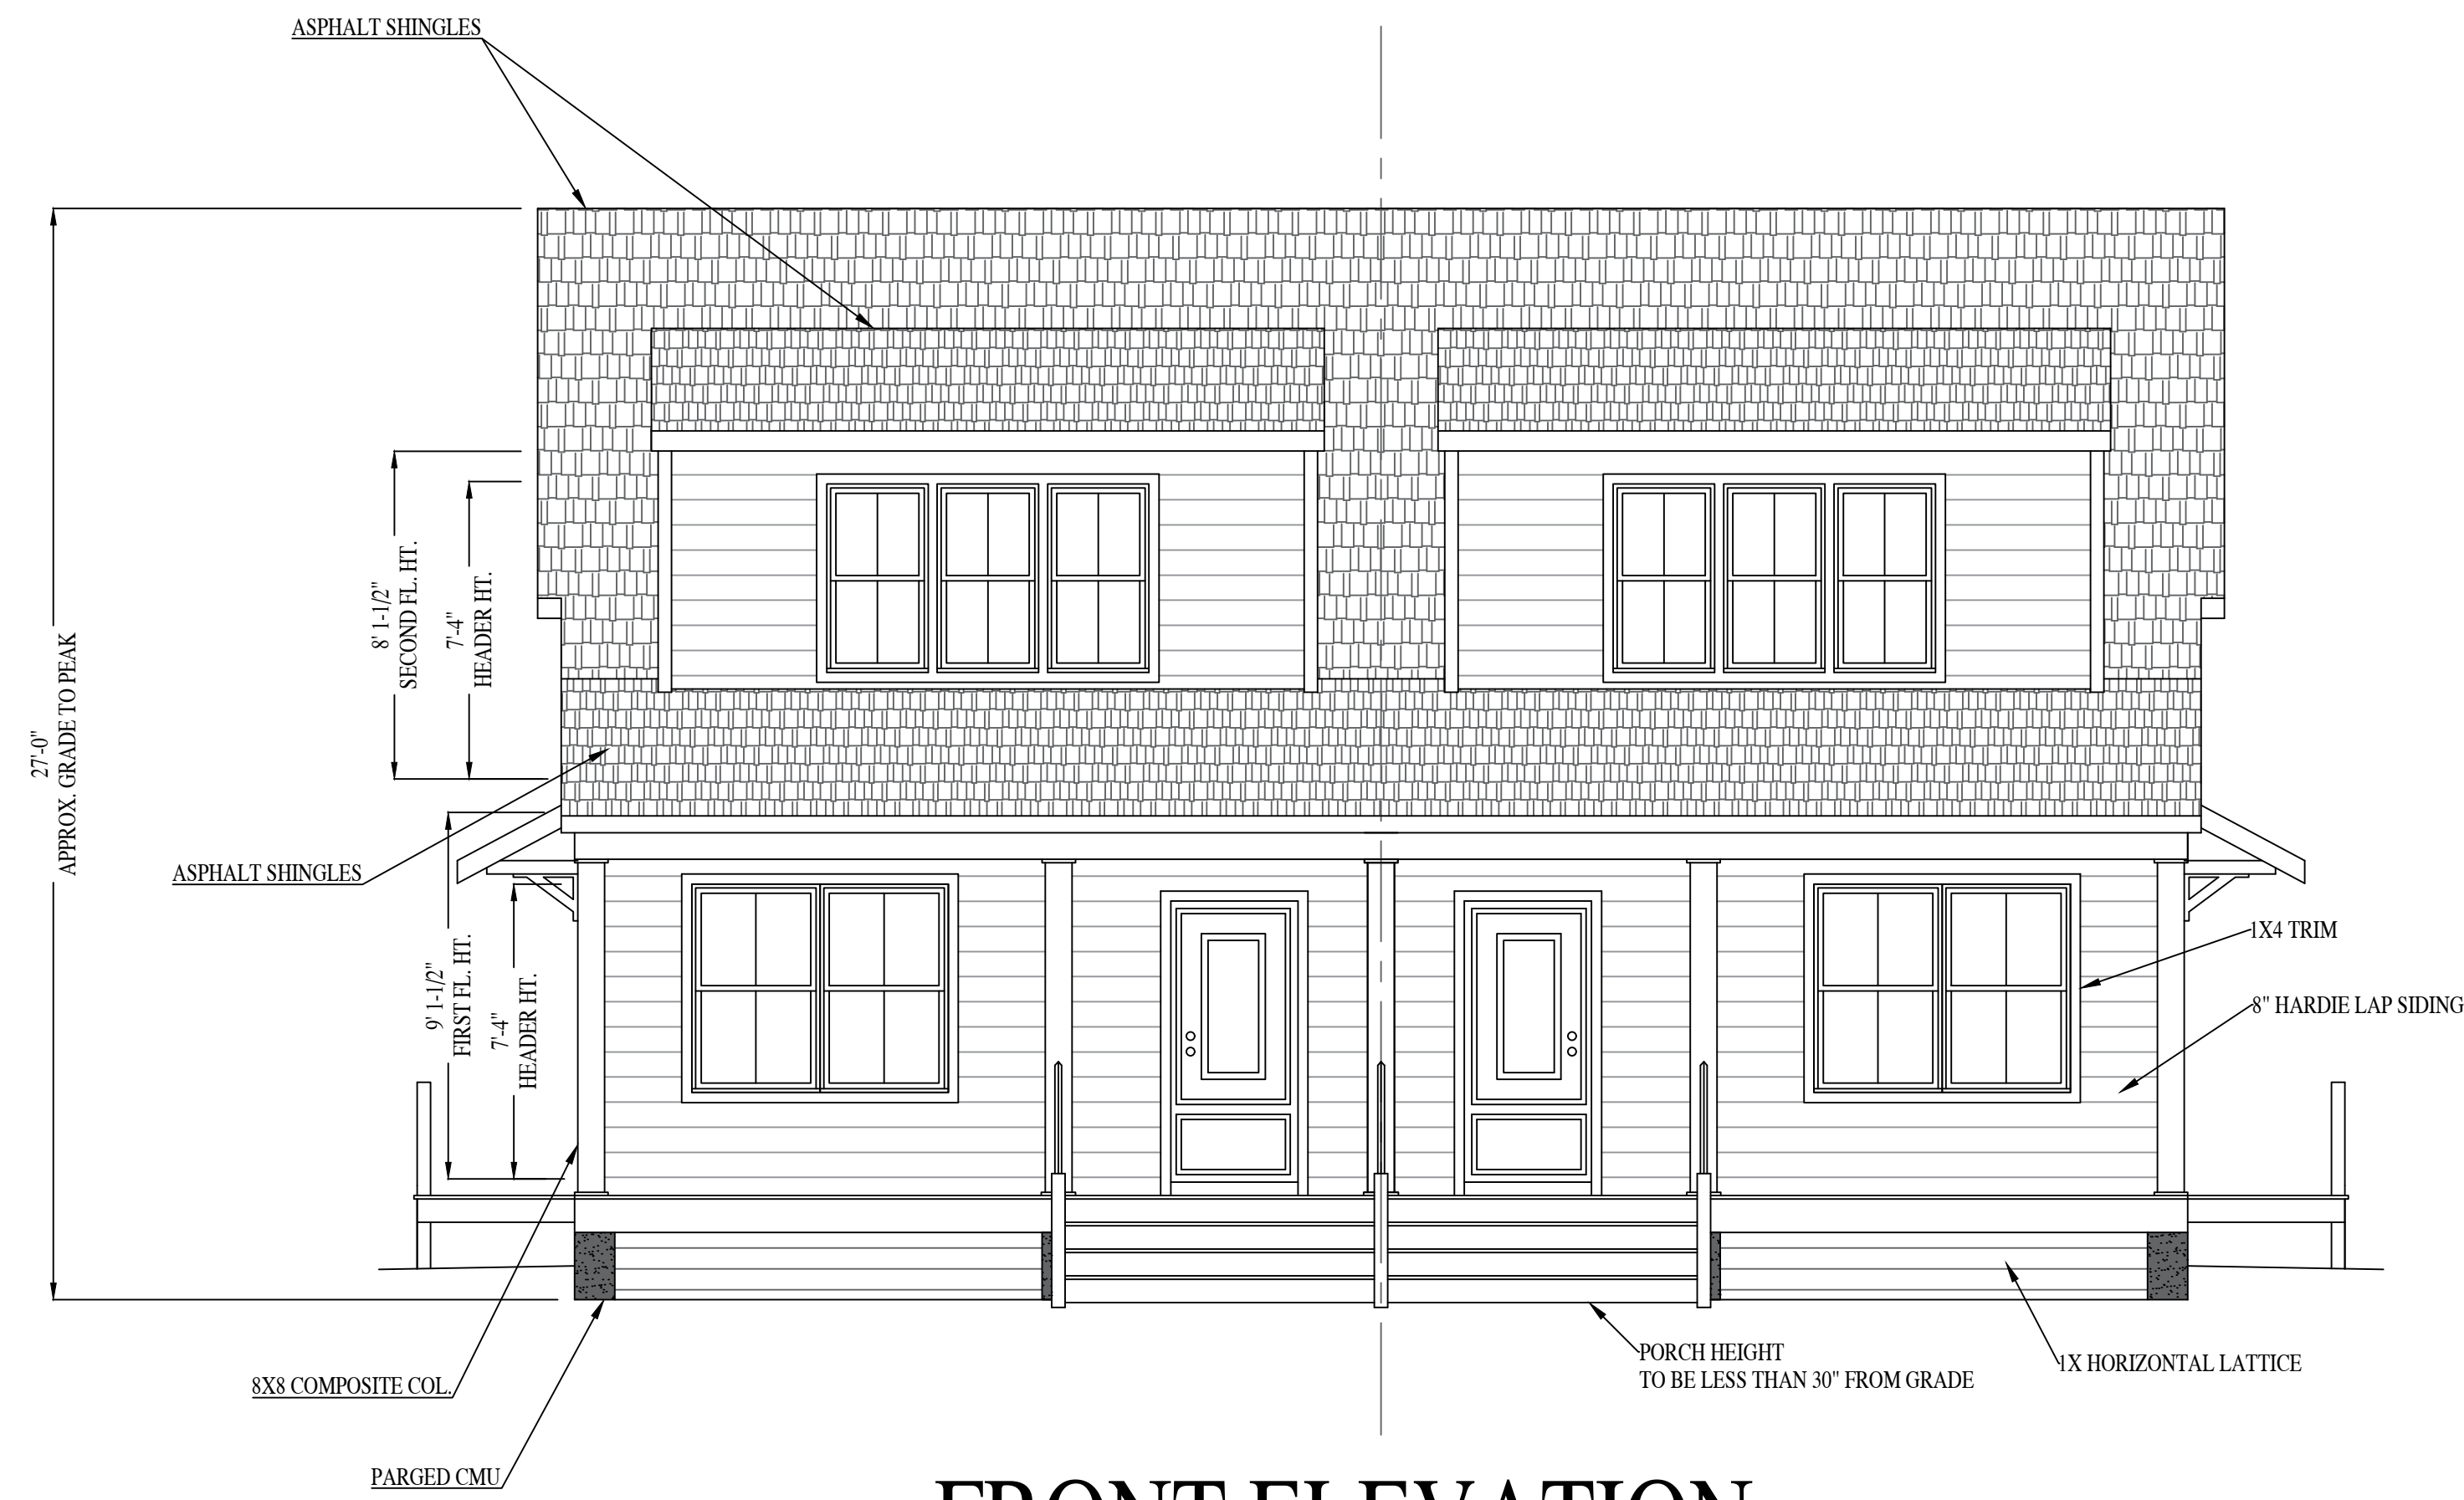 ASPHALT SHINGLES
27'-0"
APPROX. GRADE TO PEAK
8' 1-1/2"
SECOND FL. HT.
7'-4"
HEADER HT.
ASPHALT SHINGLES
9' 1-1/2"
FIRST FL. HT.
7'-4"
HEADER HT.
1X4 TRIM
8" HARDIE LAP SIDING
PORCH HEIGHT
TO BE LESS THAN 30" FROM GRADE
1X HORIZONTAL LATTICE
8X8 COMPOSITE COL.
PARGED CMU
FRONT ELEVATION